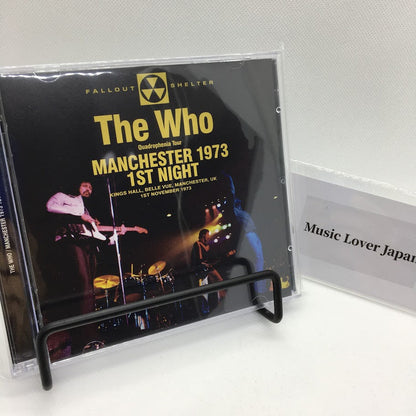 FALLOUT SHELTER
The Who
Quadrophenia Tour
MANCHESTER 1973
1ST NIGHT
KINGS HALL, BELLE VUE, MANCHESTER, UK
1ST NOVEMBER 1973
THE WHO MANCHESTER 1973
Music Lover Japan